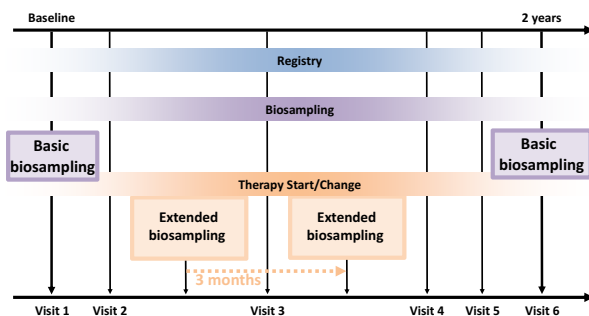 Baseline 2 years
Registry
Biosampling
Basic
biosampling
Basic
biosampling
Therapy Start/Change
Extended
biosampling
Extended
biosampling
3 months
Visit 1 Visit 2 Visit 3 Visit 4 Visit 5 Visit 6